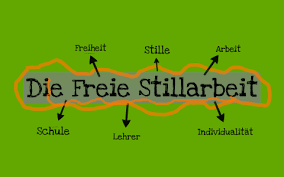 Freiheit
Stille
Arbeit
Die Freie Stillarbeit
Schule
Lehrer
Individualität